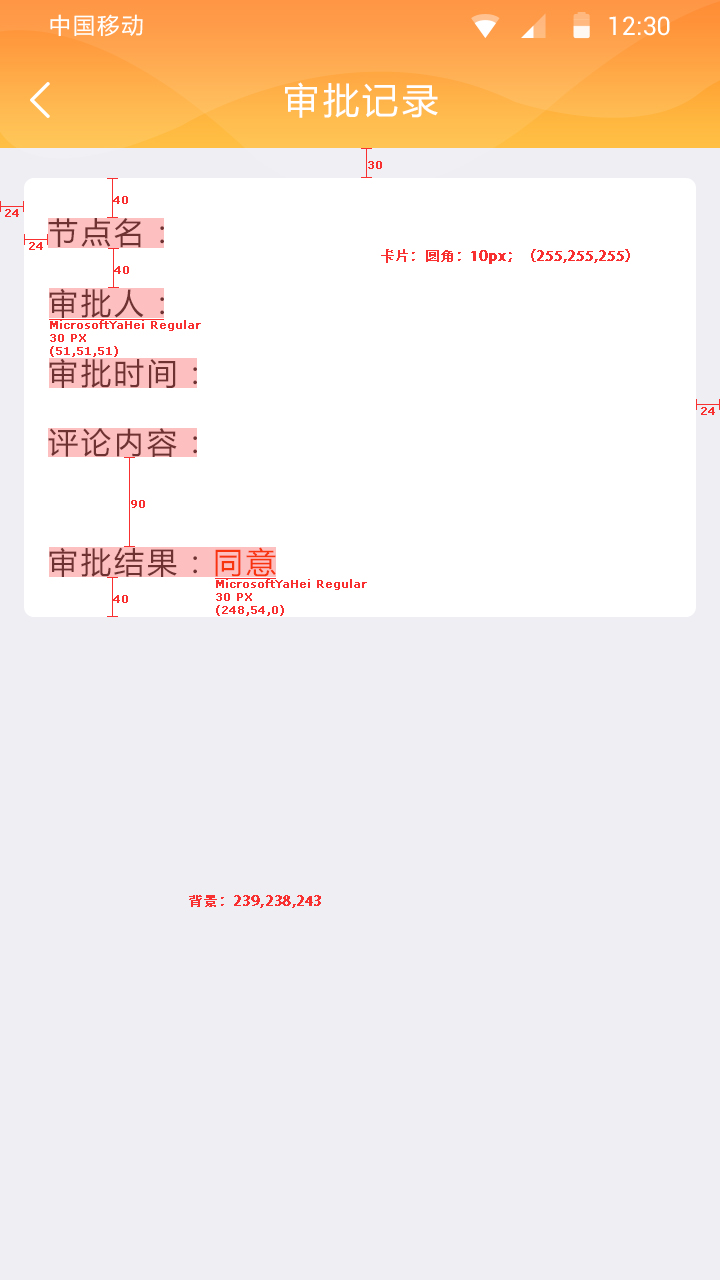 中国移动
12:30
审批记录
30
40
24
节点名：
24
卡片：圆角：10px；（255,255,255）
40
审批人：
MicrosoftYaHei Regular
30 PX
(51,51,51)
审批时间：
24
评论内容：
90
审批结果：同意
MicrosoftYaHei Regular
30 PX
(248,54,0)
40
背景：239,238,243